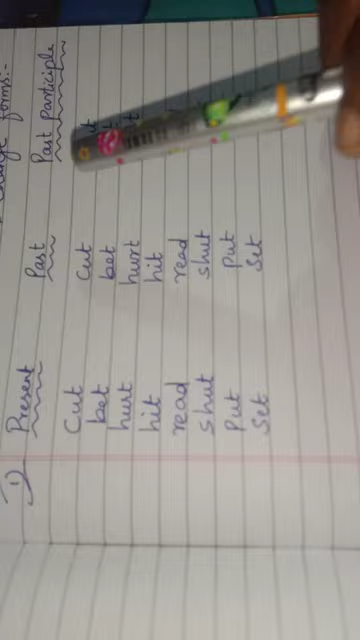 forms:-
1) Present Past Past Participle
Cut cut
bet bet
hurt hurt
hit hit
read read
shut shut
Put Put
Set Set